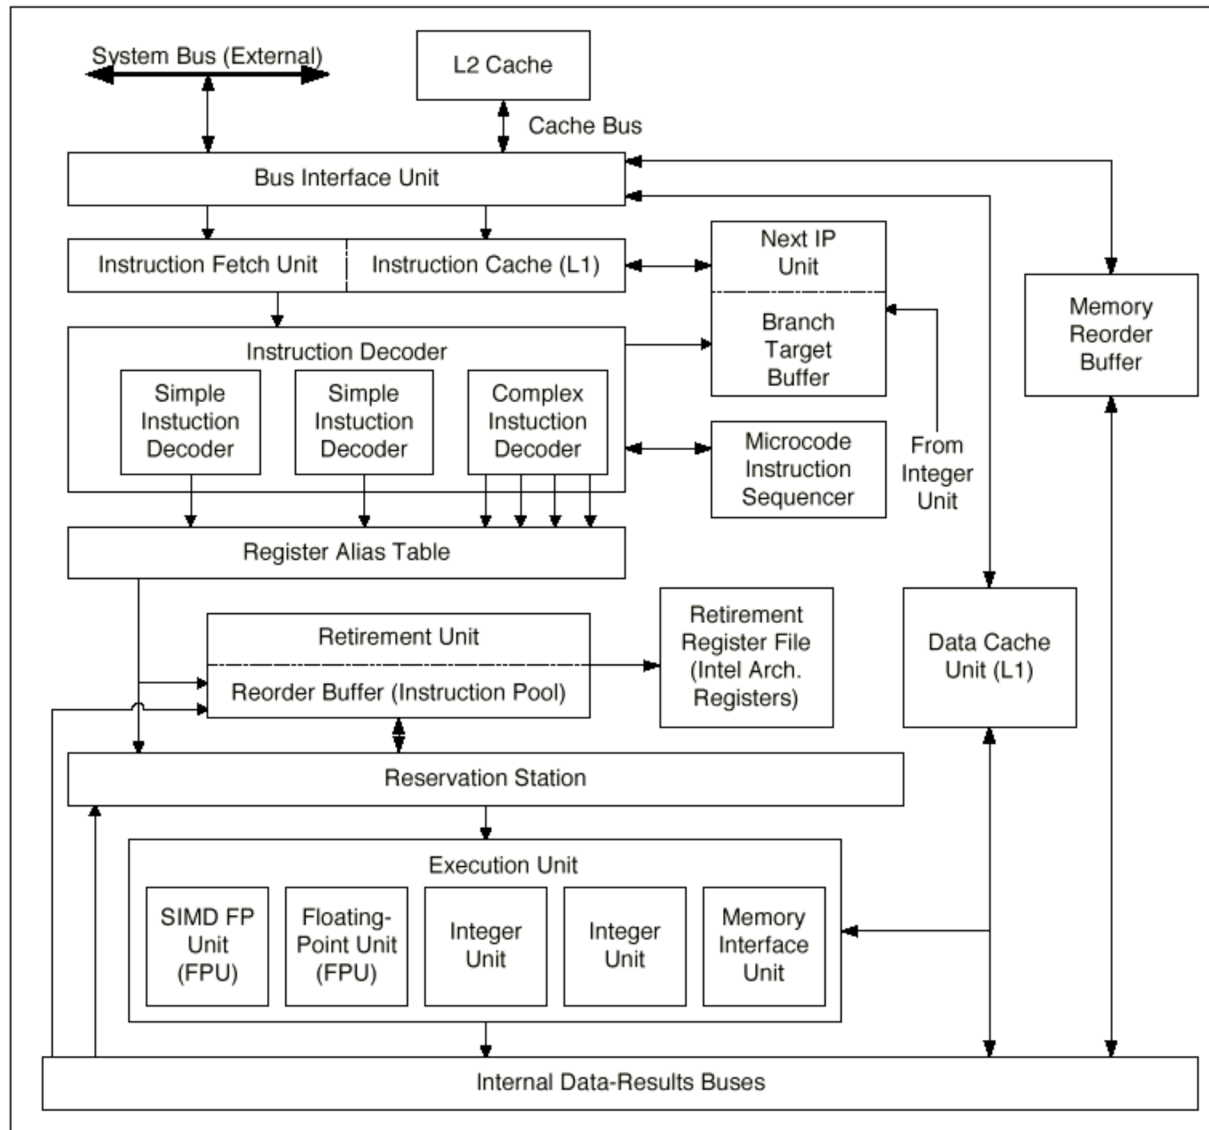 System Bus (External)
L2 Cache
Cache Bus
Bus Interface Unit
Instruction Fetch Unit
Instruction Cache (L1)
Next IP
Unit
Branch
Target
Buffer
Memory
Reorder
Buffer
Instruction Decoder
Simple
Instuction
Decoder
Simple
Instuction
Decoder
Complex
Instuction
Decoder
Microcode
Instruction
Sequencer
From
Integer
Unit
Register Alias Table
Retirement Unit
Reorder Buffer (Instruction Pool)
Retirement
Register File
(Intel Arch.
Registers)
Data Cache
Unit (L1)
Reservation Station
Execution Unit
SIMD FP
Unit
(FPU)
Floating-
Point Unit
(FPU)
Integer
Unit
Integer
Unit
Memory
Interface
Unit
Internal Data-Results Buses